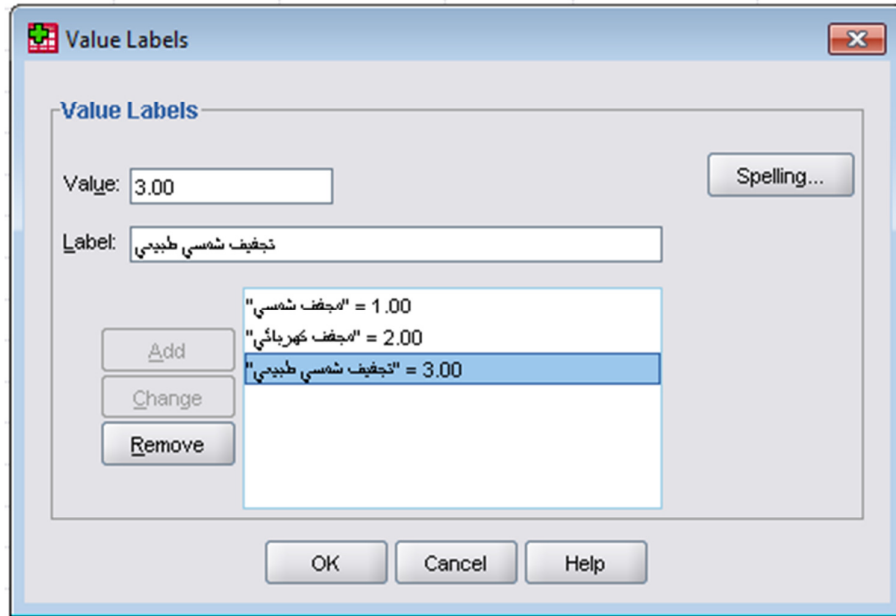 Value Labels
Value Labels
Value: 3.00
Spelling...
Label: تجفيف شمسي طبيعي
"مجفف شمسي" = 1.00
"مجفف كهربائي" = 2.00
"تجفيف شمسي طبيعي" = 3.00
Add
Change
Remove
OK Cancel Help